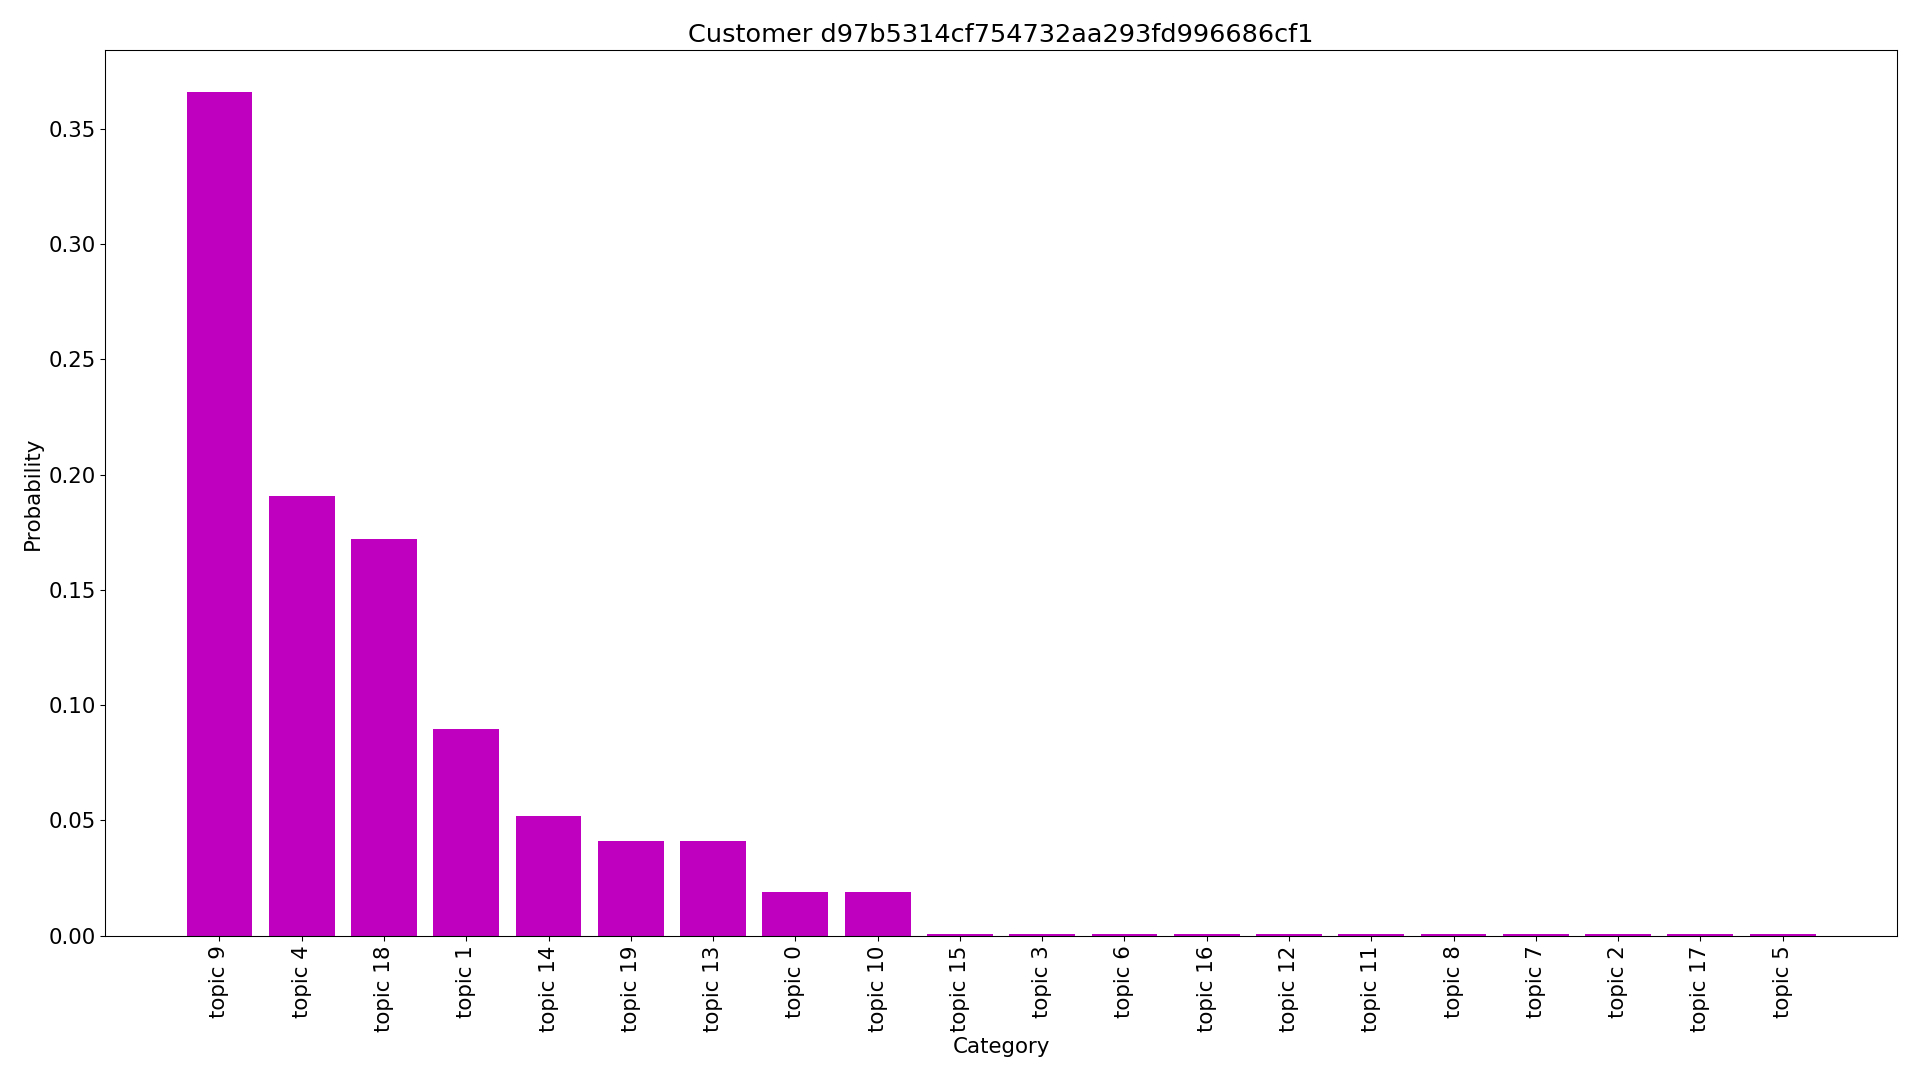 Customer d97b5314cf754732aa293fd996686cf1
Probability
0.35
0.30
0.25
0.20
0.15
0.10
0.05
0.00
topic 9
topic 4
topic 18
topic 1
topic 14
topic 19
topic 13
topic 0
topic 10
topic 15
topic 3
topic 6
topic 16
topic 12
topic 11
topic 8
topic 7
topic 2
topic 17
topic 5
Category